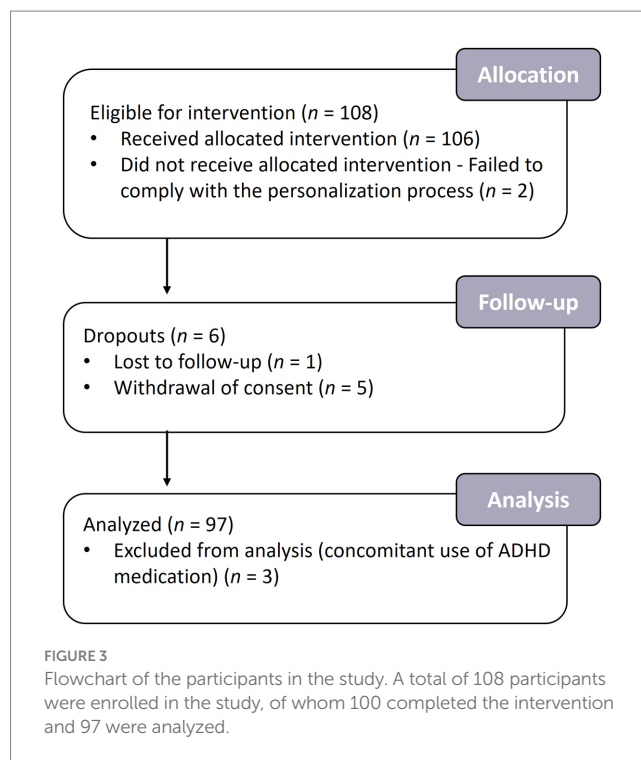 Allocation
Eligible for intervention (n = 108)
• Received allocated intervention (n = 106)
• Did not receive allocated intervention - Failed to
comply with the personalization process (n = 2)
Follow-up
Dropouts (n = 6)
• Lost to follow-up (n = 1)
• Withdrawal of consent (n = 5)
Analysis
Analyzed (n = 97)
• Excluded from analysis (concomitant use of ADHD
medication) (n = 3)
FIGURE 3
Flowchart of the participants in the study. A total of 108 participants
were enrolled in the study, of whom 100 completed the intervention
and 97 were analyzed.